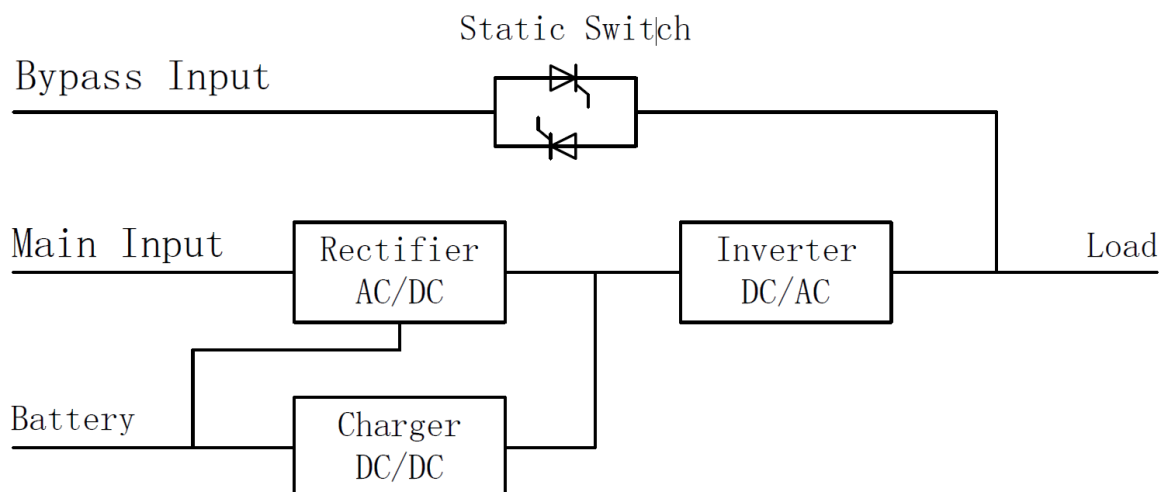 Static Switch
Bypass Input
Main Input
Rectifier
AC/DC
Inverter
DC/AC
Load
Battery
Charger
DC/DC